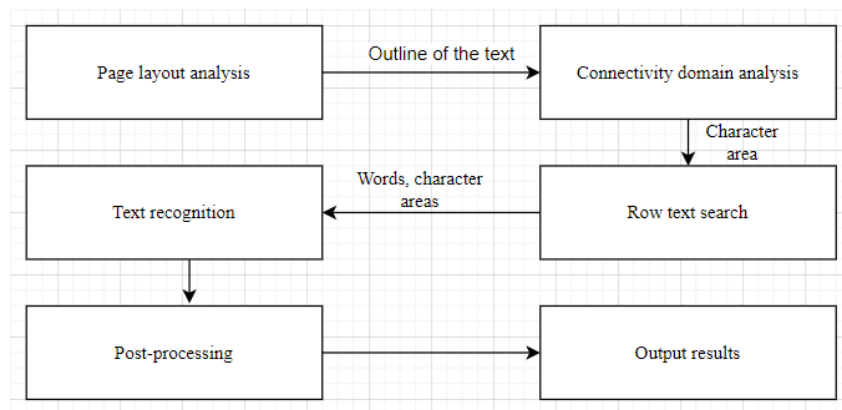 Page layout analysis
Outline of the text
Connectivity domain analysis
Character
area
Row text search
Words, character
areas
Text recognition
Post-processing
Output results